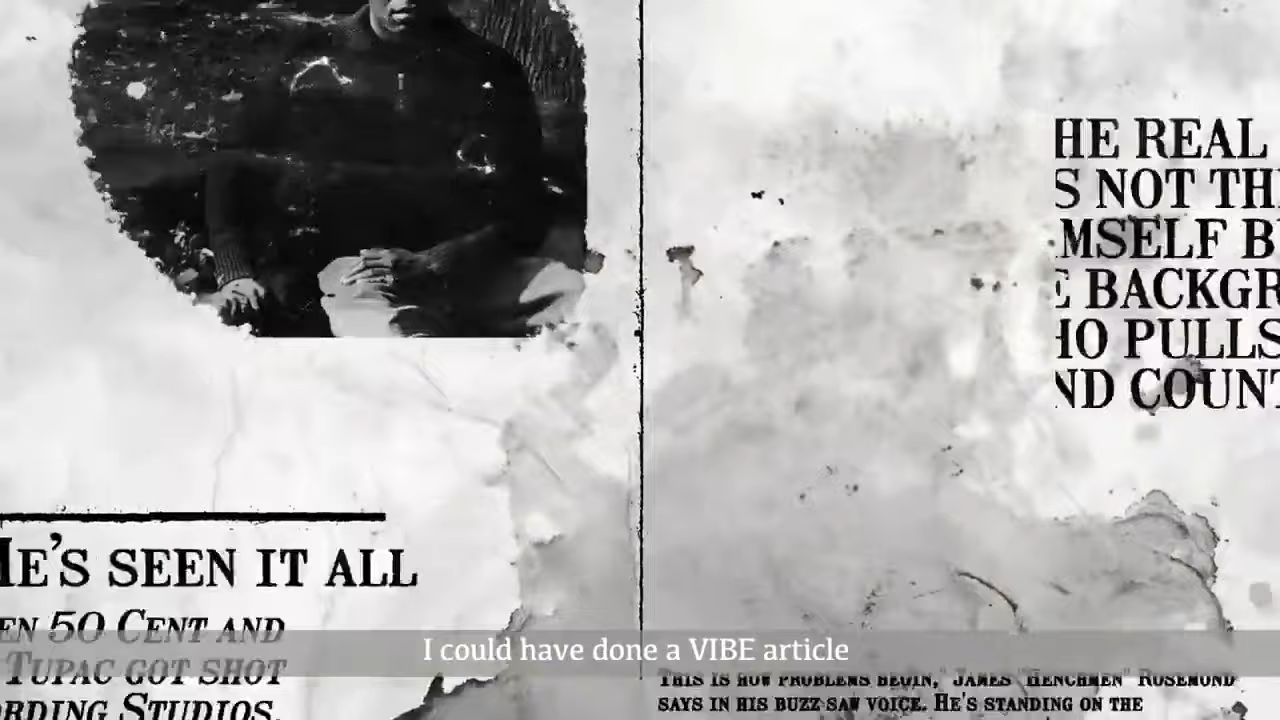 HE'S SEEN IT ALL
EN 50 CENT AND
TUPAC GOT SHOT
RDING STUDIOS.
HE REAL
S NOT TH
MSELF B
E BACKGR
HO PULLS
ND COUNT
I could have done a VIBE article
THIS IS HOW PROBLEMS BEGIN," JAMES "HENCHMEN" ROSEMOND
SAYS IN HIS BUZZ SAW VOICE. HE'S STANDING ON THE